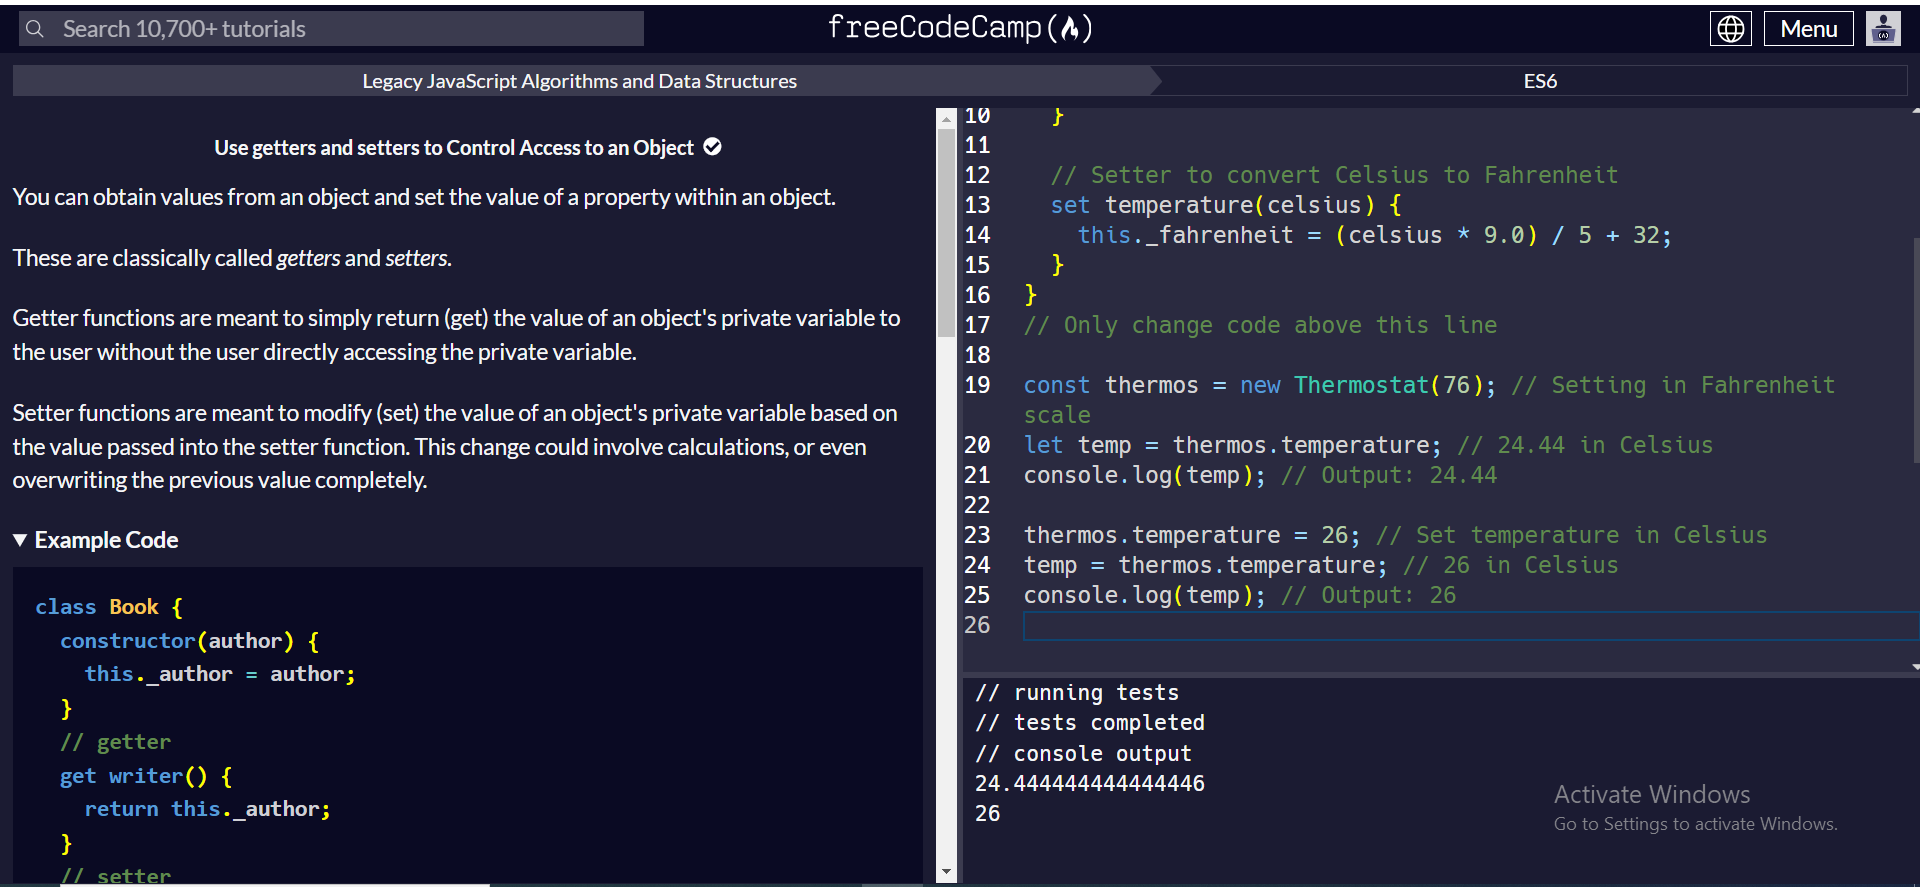 Search 10,700+ tutorials
freeCodeCamp
Menu
Legacy JavaScript Algorithms and Data Structures
ES6
Use getters and setters to Control Access to an Object
You can obtain values from an object and set the value of a property within an object.
These are classically called getters and setters.
Getter functions are meant to simply return (get) the value of an object's private variable to
the user without the user directly accessing the private variable.
Setter functions are meant to modify (set) the value of an object's private variable based on
the value passed into the setter function. This change could involve calculations, or even
overwriting the previous value completely.
▼ Example Code
class Book {
  constructor(author) {
    this._author = author;
  }
  // getter
  get writer() {
    return this._author;
  }
  // setter
10   }
11
12   // Setter to convert Celsius to Fahrenheit
13   set temperature(celsius) {
14     this._fahrenheit = (celsius * 9.0) / 5 + 32;
15   }
16 }
17 // Only change code above this line
18
19 const thermos = new Thermostat(76); // Setting in Fahrenheit
scale
20 let temp = thermos.temperature; // 24.44 in Celsius
21 console.log(temp); // Output: 24.44
22
23 thermos.temperature = 26; // Set temperature in Celsius
24 temp = thermos.temperature; // 26 in Celsius
25 console.log(temp); // Output: 26
26
// running tests
// tests completed
// console output
24.444444444444446
26
Activate Windows
Go to Settings to activate Windows.